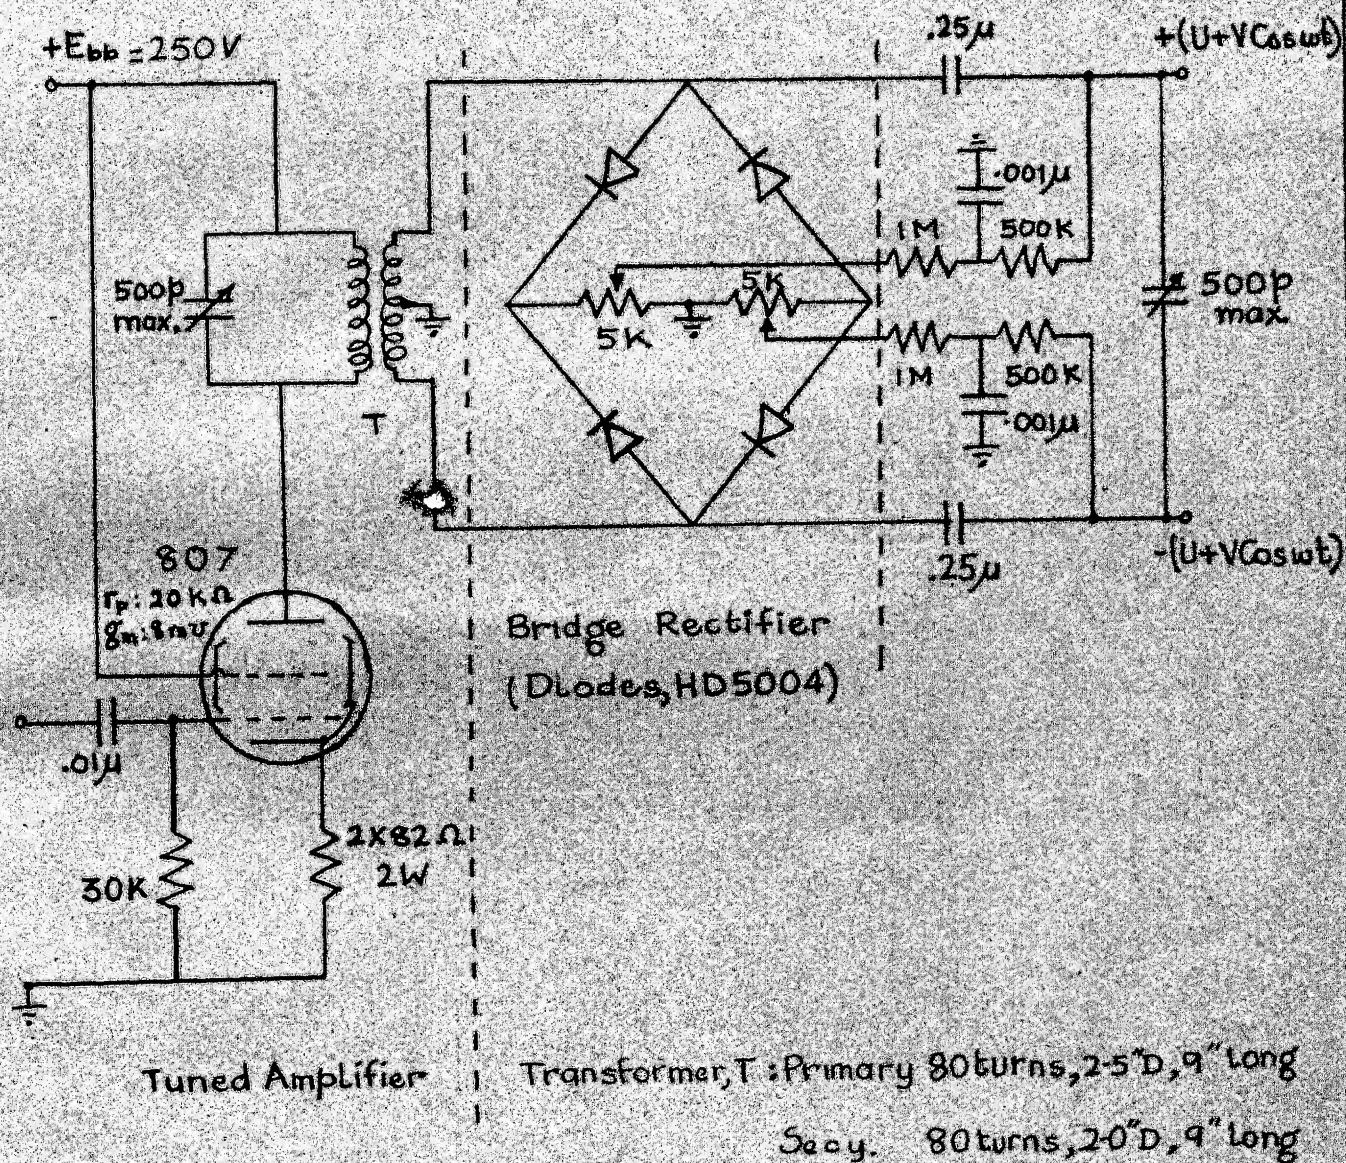 +Ebb = 250V
.25μ
+(U+VCosωt)
.001μ
1M
500K
500p
max.
5K
5K
500p
max.
1M
500K
.001μ
T
807
rp: 20KΩ
gm: 8mv
.25μ
-(U+VCosωt)
Bridge Rectifier
(Diodes, HD5004)
.01μ
2X82Ω
2W
30K
Tuned Amplifier
Transformer, T : Primary 80 turns, 2.5"D, 9" long
Secy. 80 turns, 2.0"D, 9" long